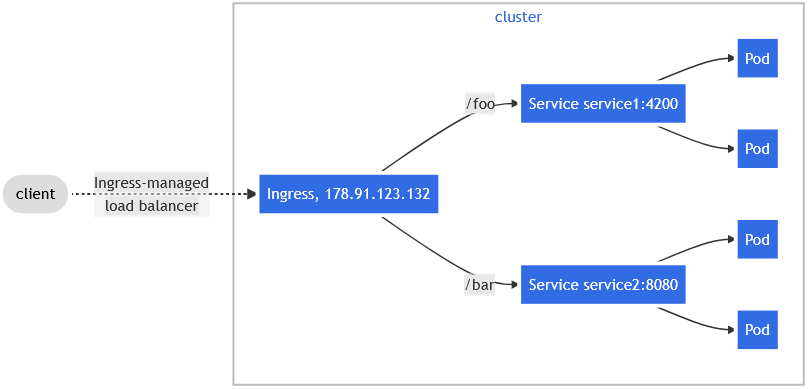 cluster
client
Ingress-managed
load balancer
Ingress, 178.91.123.132
/foo
Service service1:4200
Pod
Pod
/bar
Service service2:8080
Pod
Pod